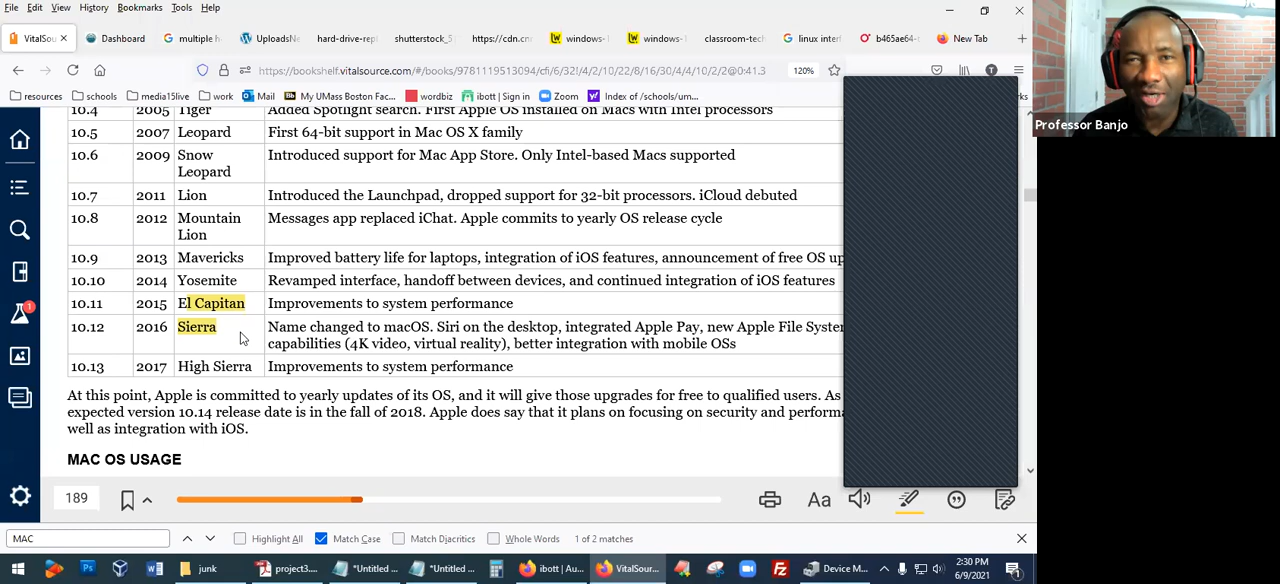 File Edit View History Bookmarks Tools Help
VitalSour
Dashboard
multiple h
UploadsNe
hard-drive-rep
shutterstock_5
https://cdn.cn
windows-
windows-1
classroom-tech
linux interf
b465ae64-
New Tab
https://bookshelf.vitalsource.com/#/books/9781119513094/cfi/6/32!/4/2/10/22/8/16/30/4/4/10/2/2@0:41.3
120%
T
resources schools media15live work Mail My UMass Boston Fac... wordbiz ibott | Sign in Zoom Index of /schools/um...
Professor Banjo
10.4 2005 Tiger Added Spotlight search. First Apple OS installed on Macs with Intel processors
10.5 2007 Leopard First 64-bit support in Mac OS X family
10.6 2009 Snow Leopard Introduced support for Mac App Store. Only Intel-based Macs supported
10.7 2011 Lion Introduced the Launchpad, dropped support for 32-bit processors. iCloud debuted
10.8 2012 Mountain Lion Messages app replaced iChat. Apple commits to yearly OS release cycle
10.9 2013 Mavericks Improved battery life for laptops, integration of iOS features, announcement of free OS up
10.10 2014 Yosemite Revamped interface, handoff between devices, and continued integration of iOS features
10.11 2015 El Capitan Improvements to system performance
10.12 2016 Sierra Name changed to macOS. Siri on the desktop, integrated Apple Pay, new Apple File System
capabilities (4K video, virtual reality), better integration with mobile OSs
10.13 2017 High Sierra Improvements to system performance
At this point, Apple is committed to yearly updates of its OS, and it will give those upgrades for free to qualified users. As
expected version 10.14 release date is in the fall of 2018. Apple does say that it plans on focusing on security and performa
well as integration with iOS.
MAC OS USAGE
1
189
Aa
MAC
Highlight All Match Case Match Diacritics Whole Words 1 of 2 matches
junk
project3....
*Untitled ...
*Untitled ...
ibott | Au...
VitalSour...
Device M...
2:30 PM
6/9/2021
1